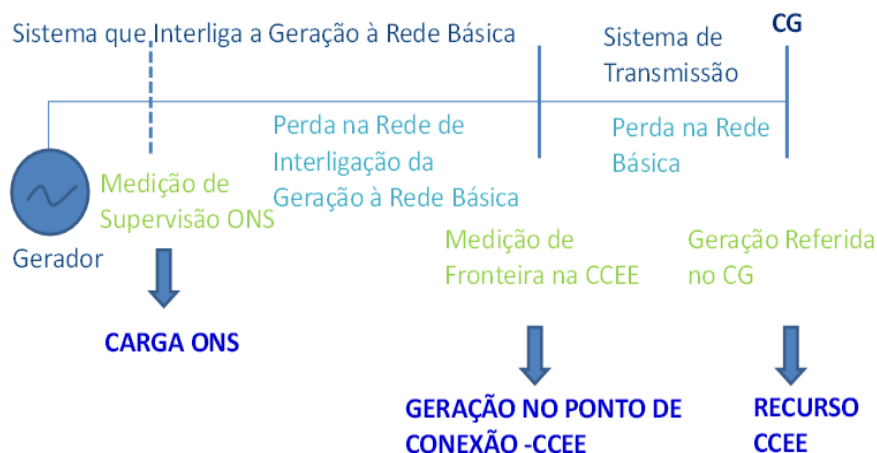 Sistema que Interliga a Geração à Rede Básica
Sistema de
Transmissão
CG
Perda na Rede de
Interligação da
Geração à Rede Básica
Perda na Rede
Básica
Medição de
Supervisão ONS
Gerador
Medição de
Fronteira na CCEE
Geração Referida
no CG
CARGA ONS
GERAÇÃO NO PONTO DE
CONEXÃO -CCEE
RECURSO
CCEE